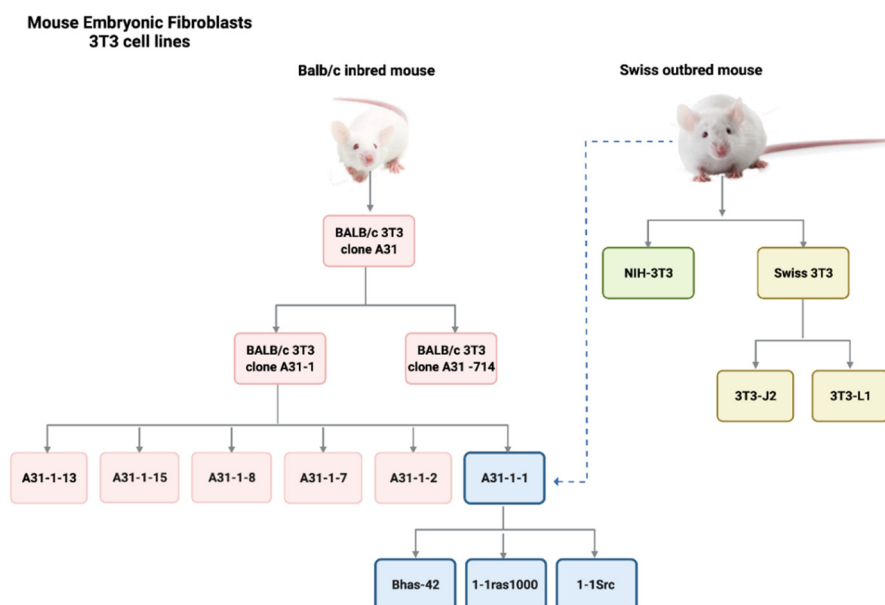 Mouse Embryonic Fibroblasts
3T3 cell lines
Balb/c inbred mouse
Swiss outbred mouse
BALB/c 3T3
clone A31
NIH-3T3
Swiss 3T3
BALB/c 3T3
clone A31-1
BALB/c 3T3
clone A31 -714
3T3-J2
3T3-L1
A31-1-13
A31-1-15
A31-1-8
A31-1-7
A31-1-2
A31-1-1
Bhas-42
1-1ras1000
1-1Src